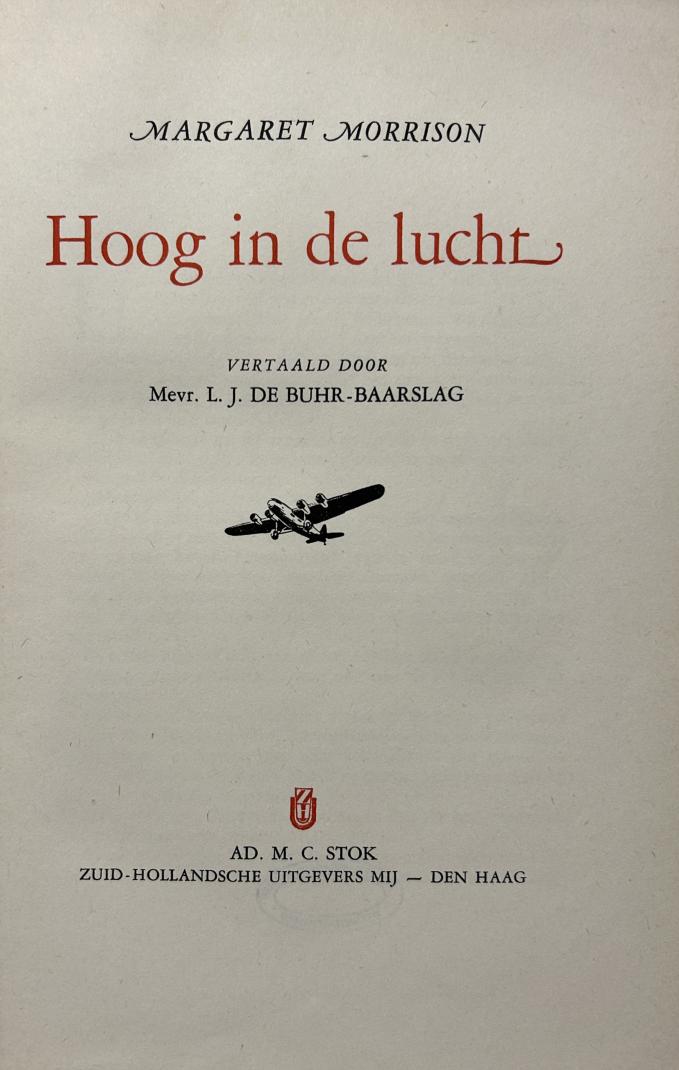 MARGARET MORRISON
Hoog in de lucht
VERTAALD DOOR
Mevr. L. J. DE BUHR-BAARSLAG
ZHU
AD. M. C. STOK
ZUID-HOLLANDSCHE UITGEVERS MIJ — DEN HAAG